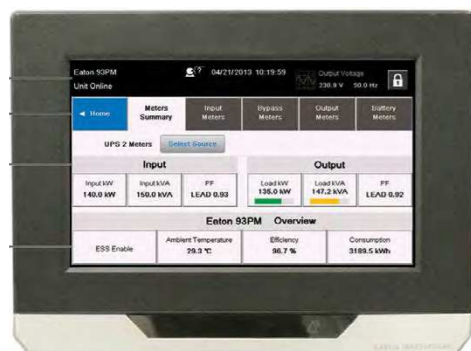 Eaton 93PM
04/21/2013 10:19:59
Output Voltage
Unit Online
230.9 V 50.0 Hz
Home
Meters Summary
Input Meters
Bypass Meters
Output Meters
Battery Meters
UPS 2 Meters
Select Source
Input
Output
Input kW
140.0 kW
Input kVA
150.0 kVA
PF
LEAD 0.93
Load kW
135.0 kW
Load kVA
147.2 kVA
PF
LEAD 0.92
Eaton 93PM Overview
ESS Enable
Ambient Temperature
29.3 °C
Efficiency
96.7 %
Consumption
3189.5 kWh